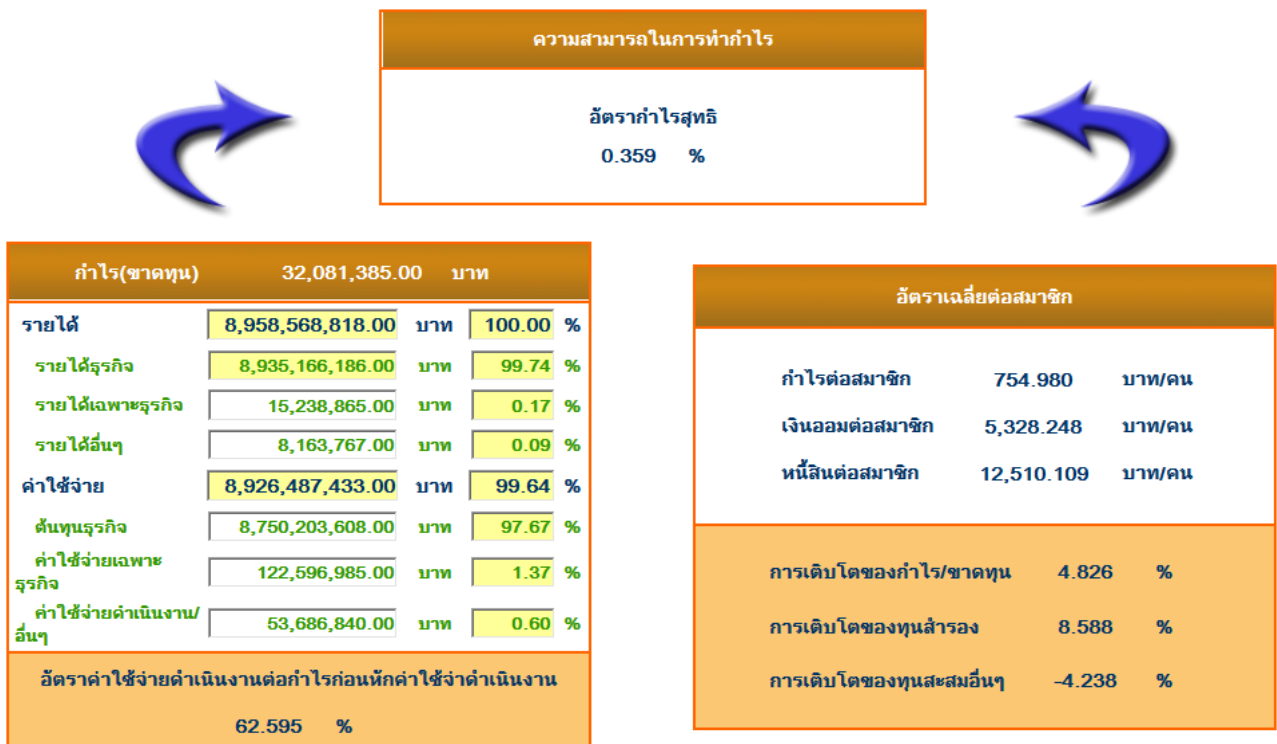 ความสามารถในการทำกำไร
อัตรากำไรสุทธิ
0.359 %
กำไร(ขาดทุน) 32,081,385.00 บาท
รายได้ 8,958,568,818.00 บาท 100.00 %
รายได้ธุรกิจ 8,935,166,186.00 บาท 99.74 %
รายได้เฉพาะธุรกิจ 15,238,865.00 บาท 0.17 %
รายได้อื่นๆ 8,163,767.00 บาท 0.09 %
ค่าใช้จ่าย 8,926,487,433.00 บาท 99.64 %
ต้นทุนธุรกิจ 8,750,203,608.00 บาท 97.67 %
ค่าใช้จ่ายเฉพาะ
ธุรกิจ 122,596,985.00 บาท 1.37 %
ค่าใช้จ่ายดำเนินงาน/
อื่นๆ 53,686,840.00 บาท 0.60 %
อัตราค่าใช้จ่ายดำเนินงานต่อกำไรก่อนหักค่าใช้จ่าดำเนินงาน
62.595 %
อัตราเฉลี่ยต่อสมาชิก
กำไรต่อสมาชิก 754.980 บาท/คน
เงินออมต่อสมาชิก 5,328.248 บาท/คน
หนี้สินต่อสมาชิก 12,510.109 บาท/คน
การเติบโตของกำไร/ขาดทุน 4.826 %
การเติบโตของทุนสำรอง 8.588 %
การเติบโตของทุนสะสมอื่นๆ -4.238 %